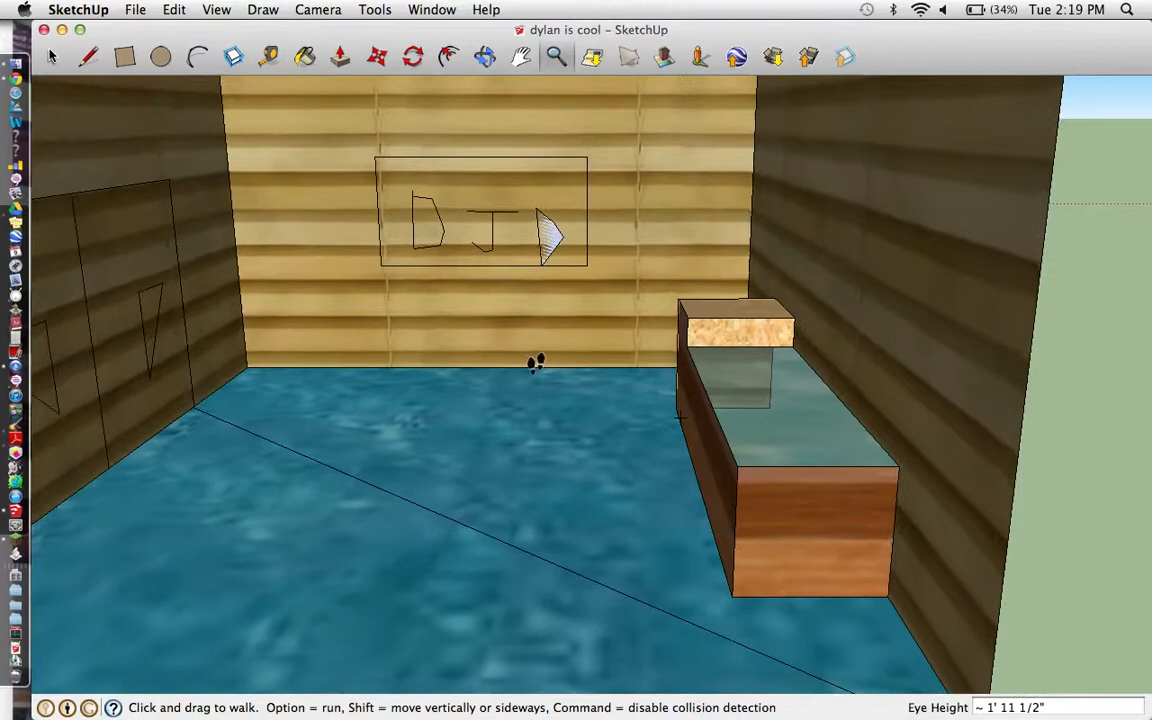 SketchUp File Edit View Draw Camera Tools Window Help (34%) Tue 2:19 PM
dylan is cool – SketchUp
D J D
Click and drag to walk. Option = run, Shift = move vertically or sideways, Command = disable collision detection Eye Height ~ 1' 11 1/2"